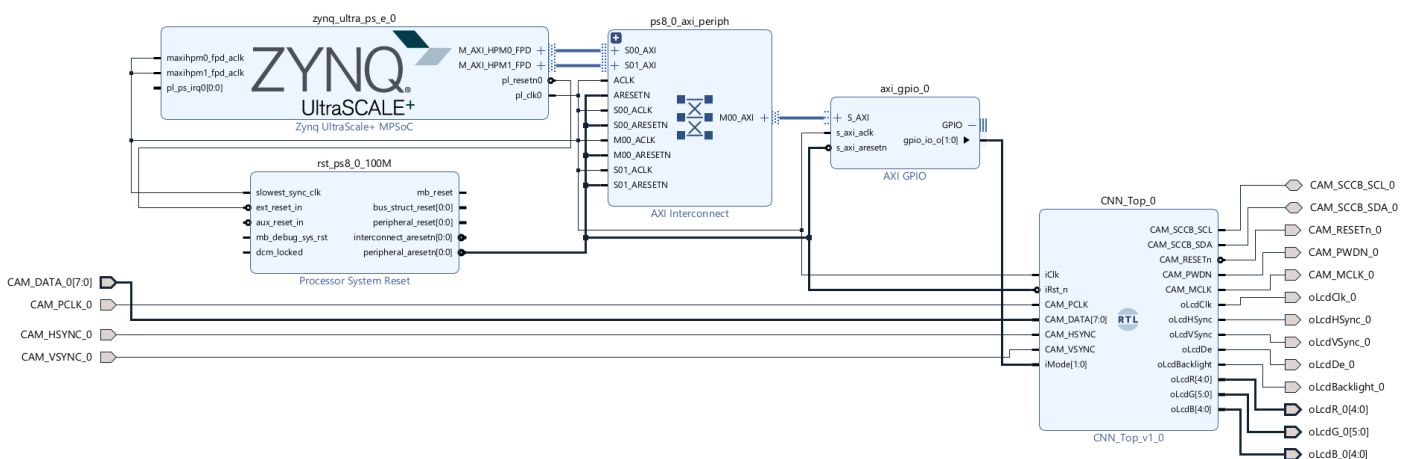 zynq_ultra_ps_e_0
maxihpm0_fpd_aclk
maxihpm1_fpd_aclk
pl_ps_irq0[0:0]
ZYNQ
UltraSCALE+
M_AXI_HPM0_FPD
M_AXI_HPM1_FPD
pl_resetn0
pl_clk0
Zynq UltraScale+ MPSoC
rst_ps8_0_100M
slowest_sync_clk
ext_reset_in
aux_reset_in
mb_debug_sys_rst
dcm_locked
mb_reset
bus_struct_reset[0:0]
peripheral_reset[0:0]
interconnect_aresetn[0:0]
peripheral_aresetn[0:0]
Processor System Reset
ps8_0_axi_periph
S00_AXI
S01_AXI
ACLK
ARESETN
S00_ACLK
S00_ARESETN
M00_ACLK
M00_ARESETN
S01_ACLK
S01_ARESETN
M00_AXI
AXI Interconnect
axi_gpio_0
S_AXI
s_axi_aclk
s_axi_aresetn
GPIO
gpio_io_o[1:0]
AXI GPIO
CAM_DATA_0[7:0]
CAM_PCLK_0
CAM_HSYNC_0
CAM_VSYNC_0
CNN_Top_0
iClk
iRst_n
CAM_PCLK
CAM_DATA[7:0]
CAM_HSYNC
CAM_VSYNC
iMode[1:0]
RTL
CAM_SCCB_SCL
CAM_SCCB_SDA
CAM_RESETn
CAM_PWDN
CAM_MCLK
oLcdClk
oLcdHSync
oLcdVSync
oLcdDe
oLcdBacklight
oLcdR[4:0]
oLcdG[5:0]
oLcdB[4:0]
CNN_Top_v1_0
CAM_SCCB_SCL_0
CAM_SCCB_SDA_0
CAM_RESETn_0
CAM_PWDN_0
CAM_MCLK_0
oLcdClk_0
oLcdHSync_0
oLcdVSync_0
oLcdDe_0
oLcdBacklight_0
oLcdR_0[4:0]
oLcdG_0[5:0]
oLcdB_0[4:0]